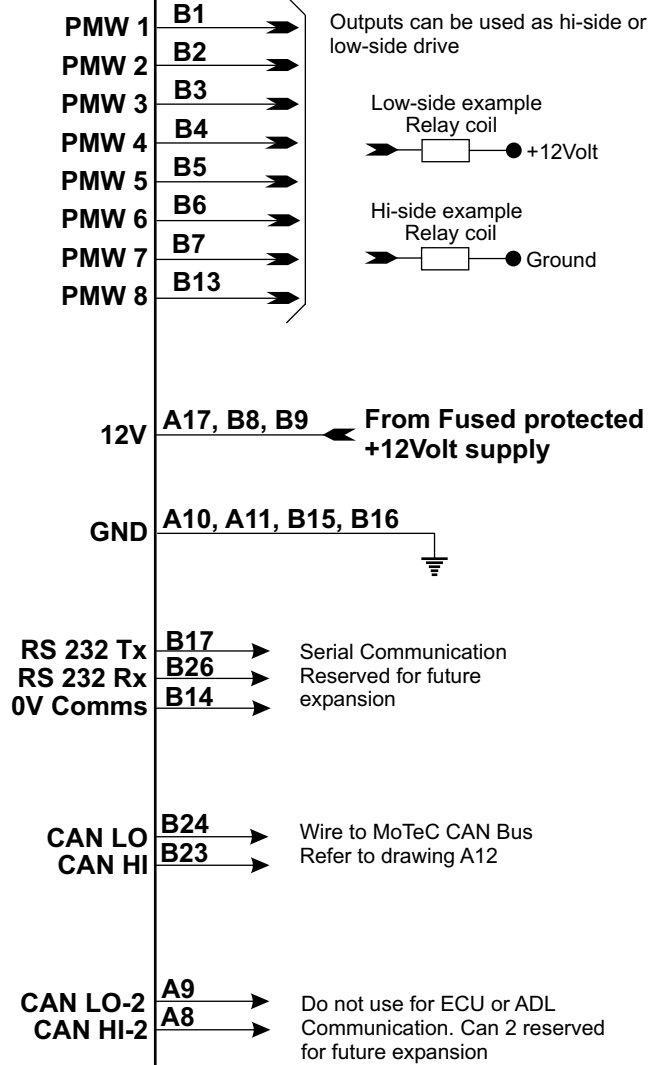 PMW 1 B1
PMW 2 B2
PMW 3 B3
PMW 4 B4
PMW 5 B5
PMW 6 B6
PMW 7 B7
PMW 8 B13
Outputs can be used as hi-side or
low-side drive
Low-side example
Relay coil
+12Volt
Hi-side example
Relay coil
Ground
12V A17, B8, B9 From Fused protected
+12Volt supply
GND A10, A11, B15, B16
RS 232 Tx B17
RS 232 Rx B26
0V Comms B14
Serial Communication
Reserved for future
expansion
CAN LO B24
CAN HI B23
Wire to MoTeC CAN Bus
Refer to drawing A12
CAN LO-2 A9
CAN HI-2 A8
Do not use for ECU or ADL
Communication. Can 2 reserved
for future expansion